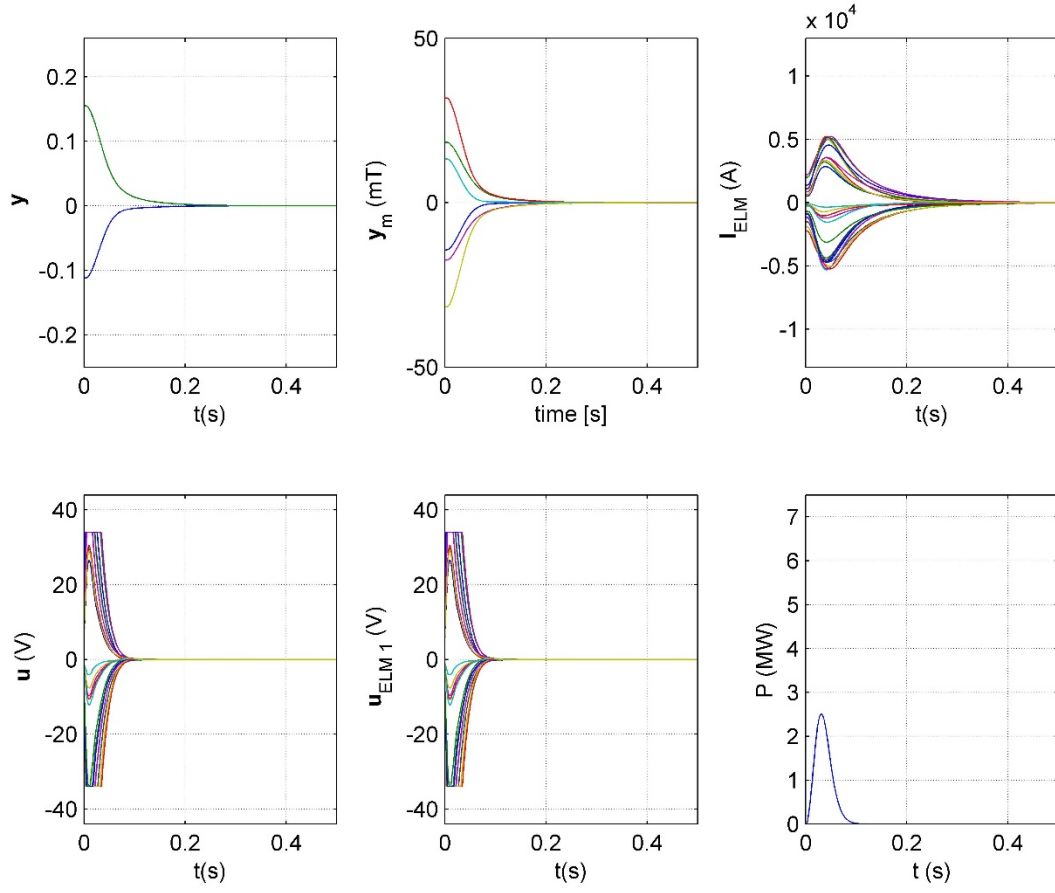 y
0.2
0.1
0
-0.1
-0.2
0 0.2 0.4
t(s)
y_m (mT)
50
0
-50
0 0.2 0.4
time [s]
x 10^4
I_ELM (A)
1
0.5
0
-0.5
-1
0 0.2 0.4
t(s)
u (V)
40
20
0
-20
-40
0 0.2 0.4
t(s)
u_ELM 1 (V)
40
20
0
-20
-40
0 0.2 0.4
t(s)
P (MW)
7
6
5
4
3
2
1
0
0 0.2 0.4
t (s)